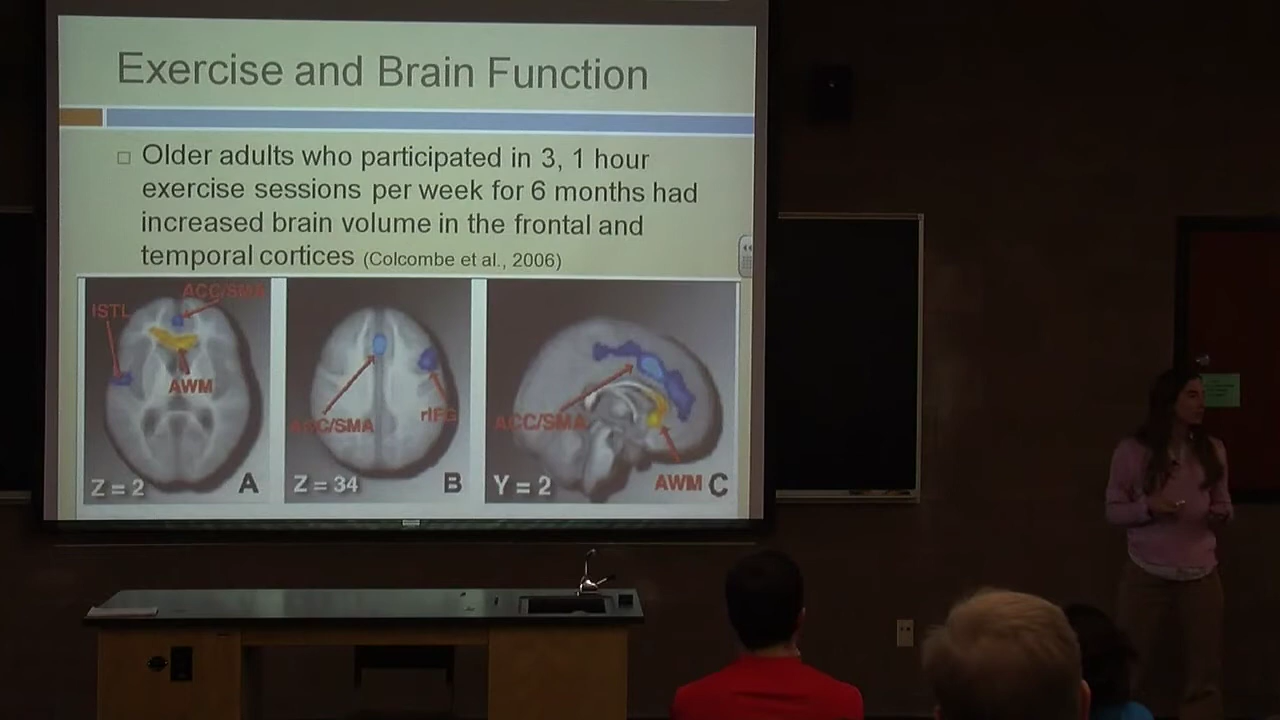 Exercise and Brain Function
Older adults who participated in 3, 1 hour
exercise sessions per week for 6 months had
increased brain volume in the frontal and
temporal cortices (Colcombe et al., 2006)
ACC/SMA
lSTL
AWM
Z = 2
A
ACC/SMA
rIFG
Z = 34
B
ACC/SMA
AWM
Y = 2
C